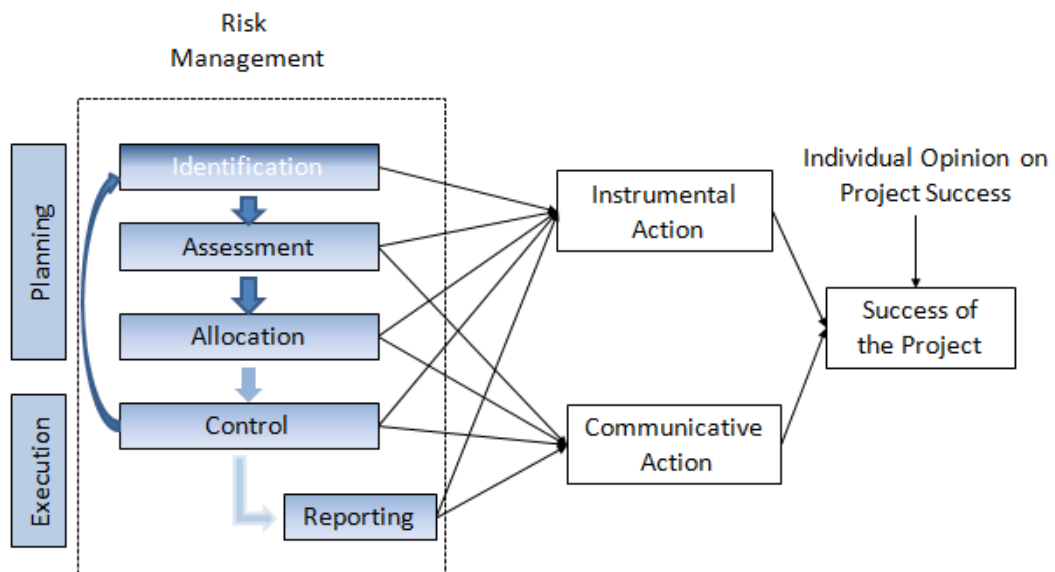 Risk
Management
Planning
Execution
Identification
Assessment
Allocation
Control
Reporting
Instrumental
Action
Communicative
Action
Individual Opinion on
Project Success
Success of
the Project